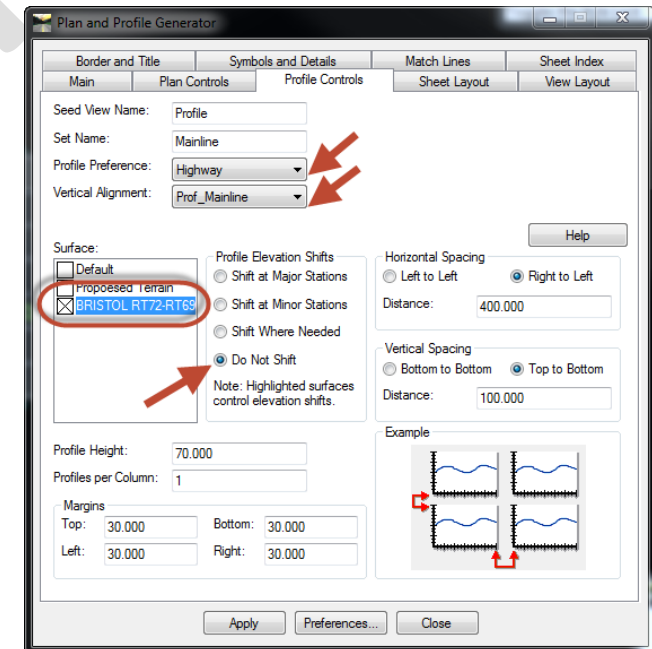 Plan and Profile Generator
Border and Title Symbols and Details Match Lines Sheet Index
Main Plan Controls Profile Controls Sheet Layout View Layout
Seed View Name: Profile
Set Name: Mainline
Profile Preference: Highway
Vertical Alignment: Prof_Mainline
Help
Surface:
Default
Propoesed Terrain
BRISTOL RT72-RT69
Profile Elevation Shifts
Shift at Major Stations
Shift at Minor Stations
Shift Where Needed
Do Not Shift
Note: Highlighted surfaces
control elevation shifts.
Horizontal Spacing
Left to Left Right to Left
Distance: 400.000
Vertical Spacing
Bottom to Bottom Top to Bottom
Distance: 100.000
Profile Height: 70.000
Profiles per Column: 1
Margins
Top: 30.000 Bottom: 30.000
Left: 30.000 Right: 30.000
Example
Apply Preferences... Close